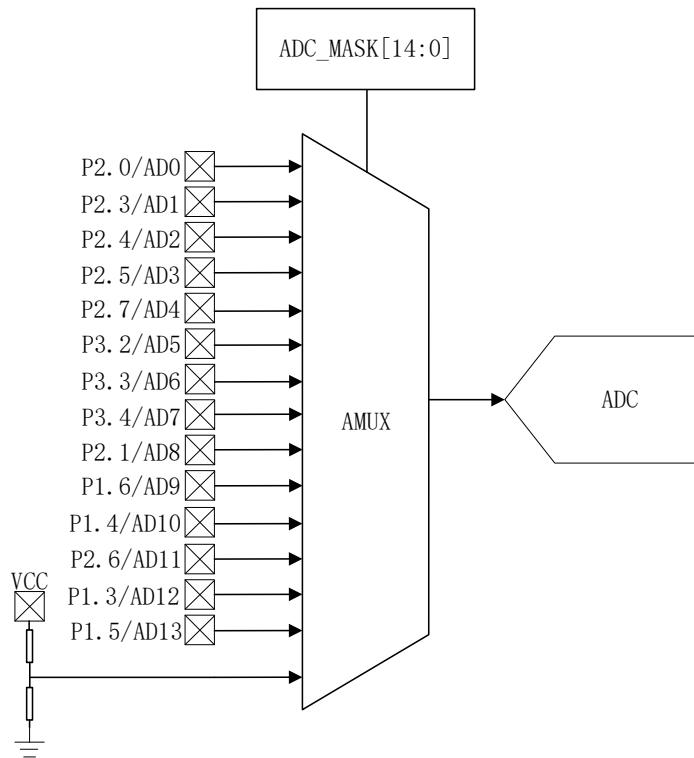 ADC_MASK[14:0]
P2.0/AD0
P2.3/AD1
P2.4/AD2
P2.5/AD3
P2.7/AD4
P3.2/AD5
P3.3/AD6
P3.4/AD7
P2.1/AD8
P1.6/AD9
P1.4/AD10
P2.6/AD11
P1.3/AD12
P1.5/AD13
VCC
AMUX
ADC